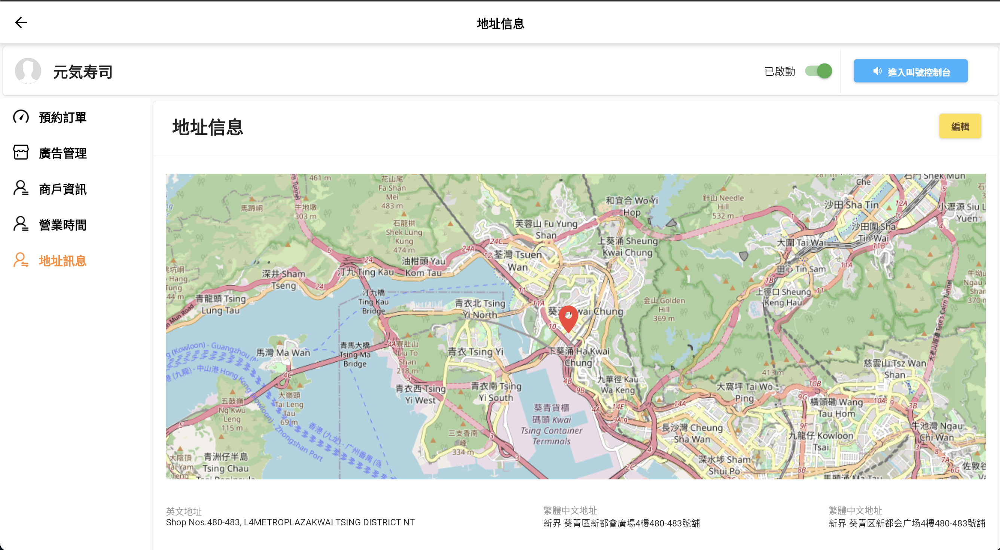 地址信息
元気寿司
已啟動
進入叫號控制台
預約訂單
廣告管理
商戶資訊
營業時間
地址訊息
地址信息
編輯
461 m
花山尾
Fa Shan
Mei
483 m
馬蹄峒
牛地墩
303 m
石龍拱
Shek Lung
Kung
474 m
和宜合 Wo Yi
Hop
針山 Needle
Hill
532 m
Che
石門 Shek Mun
沙田 Sha Tin
小瀝源 Siu L
Yuen
沙田圍 Sha
Tin Wai
芙蓉山 Fu Yung
Shan
上葵涌 Sheung
Kwai Chung
大圍 Tai Wai
荃灣 Tsuen
Wan
油柑頭 Yau
Kom Tau
汀九 Ting Kau
深井 Sham
Tseng
田心 Tin Sam
上徑口 Sheung
Keng Hau
青龍頭 Tsing
Lung Tau
汀九橋
Ting Kau
Bridge
青衣北 Tsing
Yi North
金山 Golden
Hill
369 m
馬灣 Ma Wan
青馬大橋
Tsing Ma
Bridge
寮肚山
Liu To
Shan
218 m
青衣 Tsing Yi
下葵涌 Ha Kwai
Chung
慈雲山 Tsz Wan
Shan
413 m
九華徑 Kau
Wa Keng
大窩坪 Tai Wo
Ping
青衣西 Tsing
Yi West
青衣南 Tsing
Yi South
五鼓嶺
Ng Kwu
Leng
115 m
大嶺頭
Tai Leng
Tau
69 m
葵青貨櫃
碼頭 Kwai
Tsing Container
Terminals
橫頭磡 Wang
Tau Hom
長沙灣 Cheung
Sha Wan
九龍仔 Kowloon
Tsai
牛池灣 Ngau
Chi Wan
三支香南
峰
334 m
青洲仔半島
Tsing Chau
大陰頂
Tai Yam
Teng
深水埗 Sham
Shui Po
英文地址
Shop Nos.480-483, L4METROPLAZAKWAI TSING DISTRICT NT
繁體中文地址
新界 葵青區新都會廣場4樓480-483號舖
繁體中文地址
新界 葵青区新都会广场4樓480-483號舖